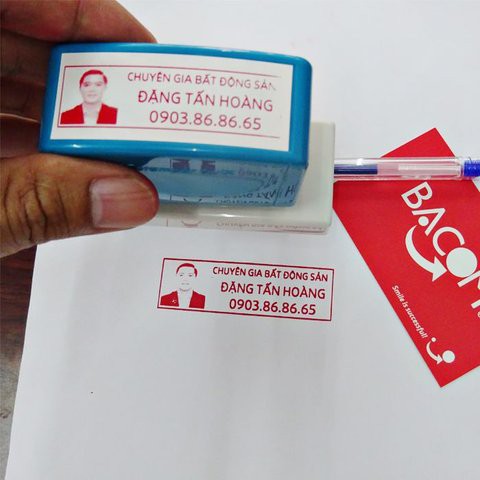 CHUYÊN GIA BẤT ĐỘNG SẢN
ĐẶNG TẤN HOÀNG
0903.86.86.65
CHUYÊN GIA BẤT ĐỘNG SẢN
ĐẶNG TẤN HOÀNG
0903.86.86.65
Smile is successful!